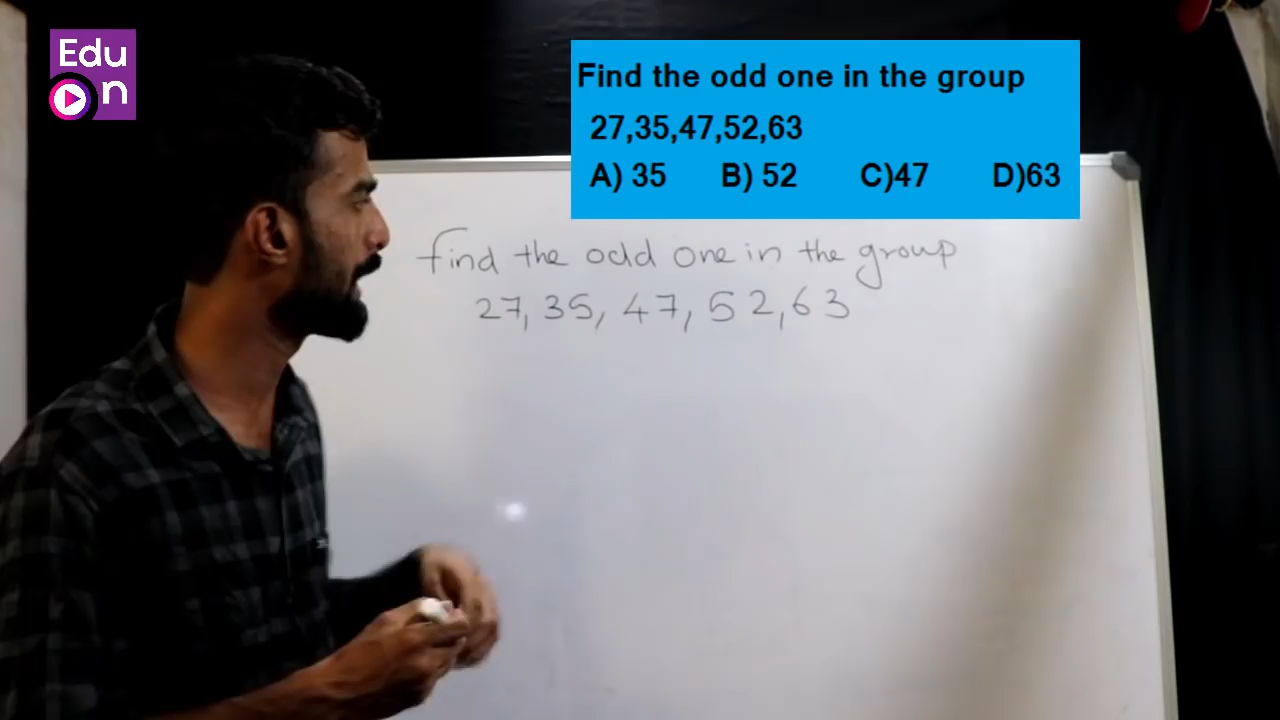 Edu
on
Find the odd one in the group
27,35,47,52,63
A) 35 B) 52 C)47 D)63
find the odd one in the group
27, 35, 47, 52, 63